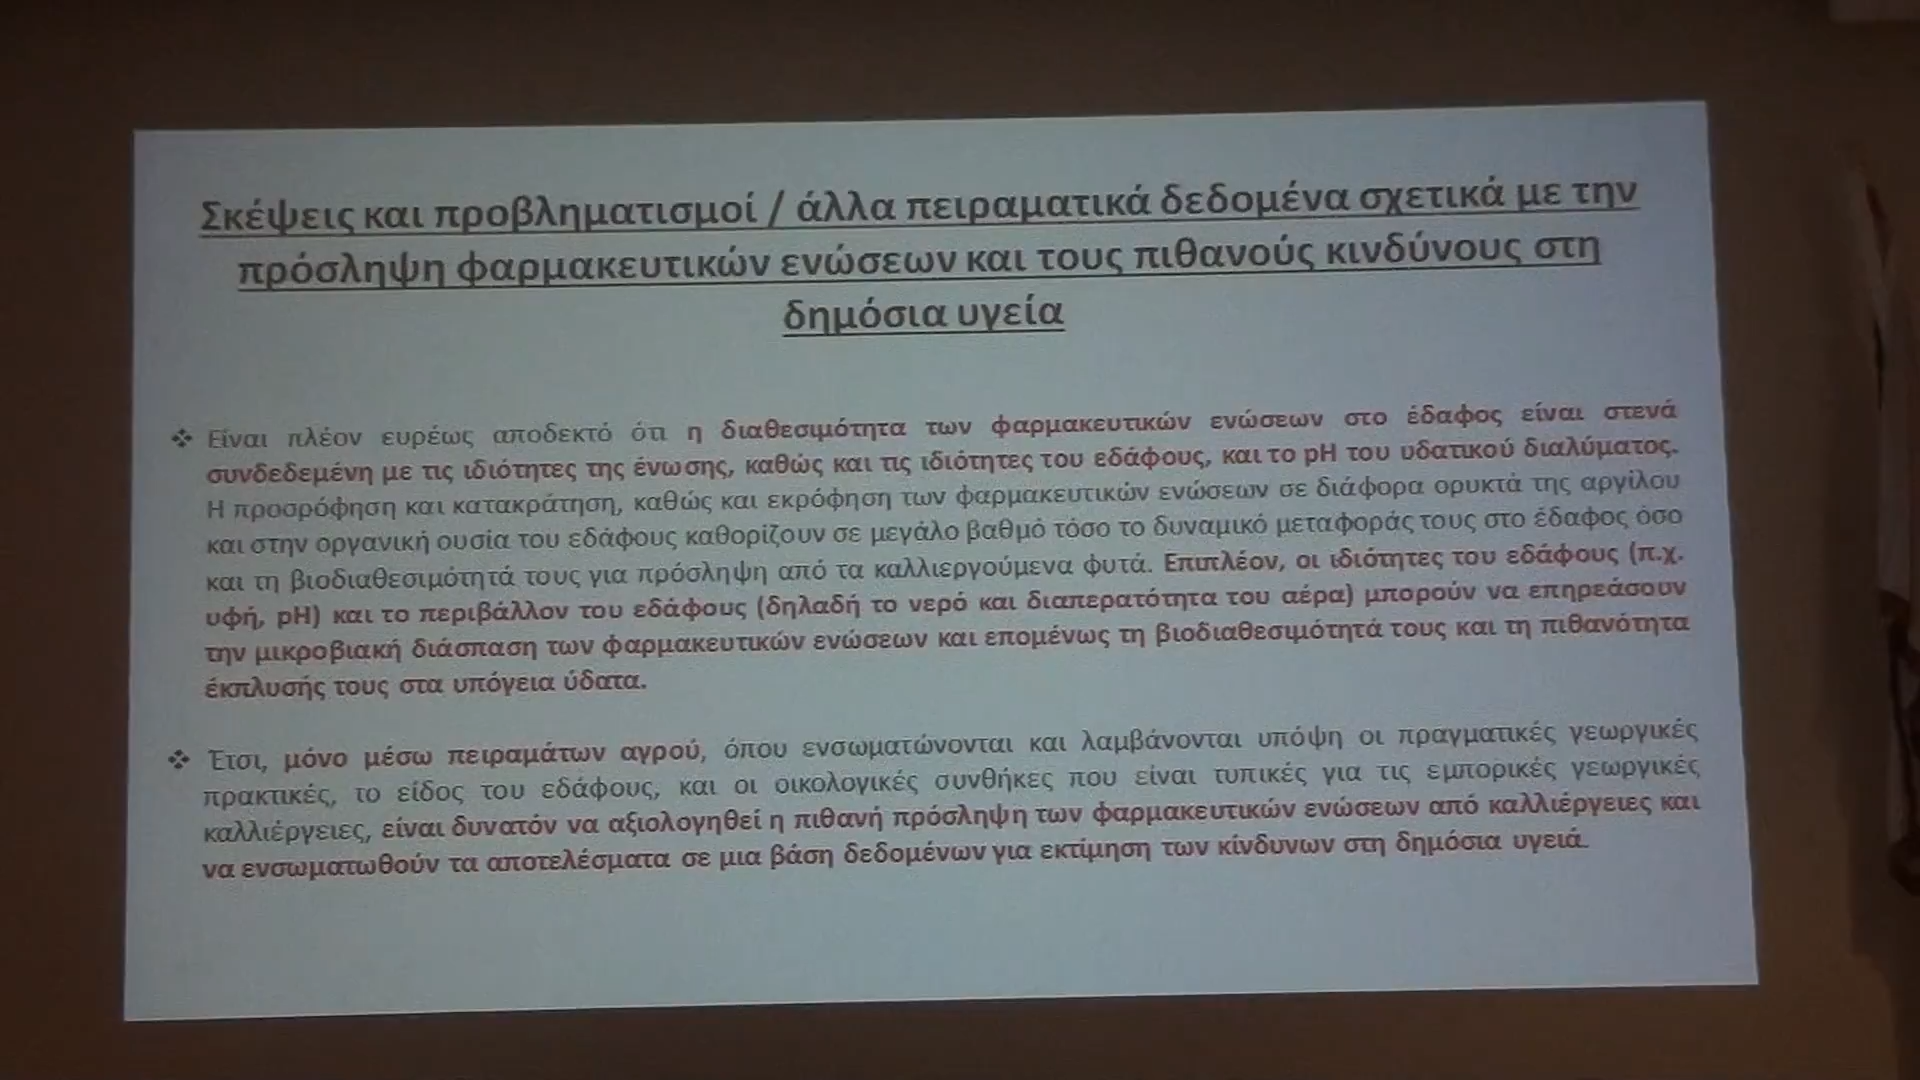 Σκέψεις και προβληματισμοί / άλλα πειραματικά δεδομένα σχετικά με την
πρόσληψη φαρμακευτικών ενώσεων και τους πιθανούς κινδύνους στη
δημόσια υγεία
❖ Είναι πλέον ευρέως αποδεκτό ότι η διαθεσιμότητα των φαρμακευτικών ενώσεων στο έδαφος είναι στενά
συνδεδεμένη με τις ιδιότητες της ένωσης, καθώς και τις ιδιότητες του εδάφους, και το pH του υδατικού διαλύματος.
Η προσρόφηση και κατακράτηση, καθώς και εκρόφηση των φαρμακευτικών ενώσεων σε διάφορα ορυκτά της αργίλου
και στην οργανική ουσία του εδάφους καθορίζουν σε μεγάλο βαθμό τόσο το δυναμικό μεταφοράς τους στο έδαφος όσο
και τη βιοδιαθεσιμότητά τους για πρόσληψη από τα καλλιεργούμενα φυτά. Επιπλέον, οι ιδιότητες του εδάφους (π.χ.
υφή, pH) και το περιβάλλον του εδάφους (δηλαδή το νερό και διαπερατότητα του αέρα) μπορούν να επηρεάσουν
την μικροβιακή διάσπαση των φαρμακευτικών ενώσεων και επομένως τη βιοδιαθεσιμότητά τους και τη πιθανότητα
έκπλυσής τους στα υπόγεια ύδατα.
❖ Έτσι, μόνο μέσω πειραμάτων αγρού, όπου ενσωματώνονται και λαμβάνονται υπόψη οι πραγματικές γεωργικές
πρακτικές, το είδος του εδάφους, και οι οικολογικές συνθήκες που είναι τυπικές για τις εμπορικές γεωργικές
καλλιέργειες, είναι δυνατόν να αξιολογηθεί η πιθανή πρόσληψη των φαρμακευτικών ενώσεων από καλλιέργειες και
να ενσωματωθούν τα αποτελέσματα σε μια βάση δεδομένων για εκτίμηση των κίνδυνων στη δημόσια υγειά.